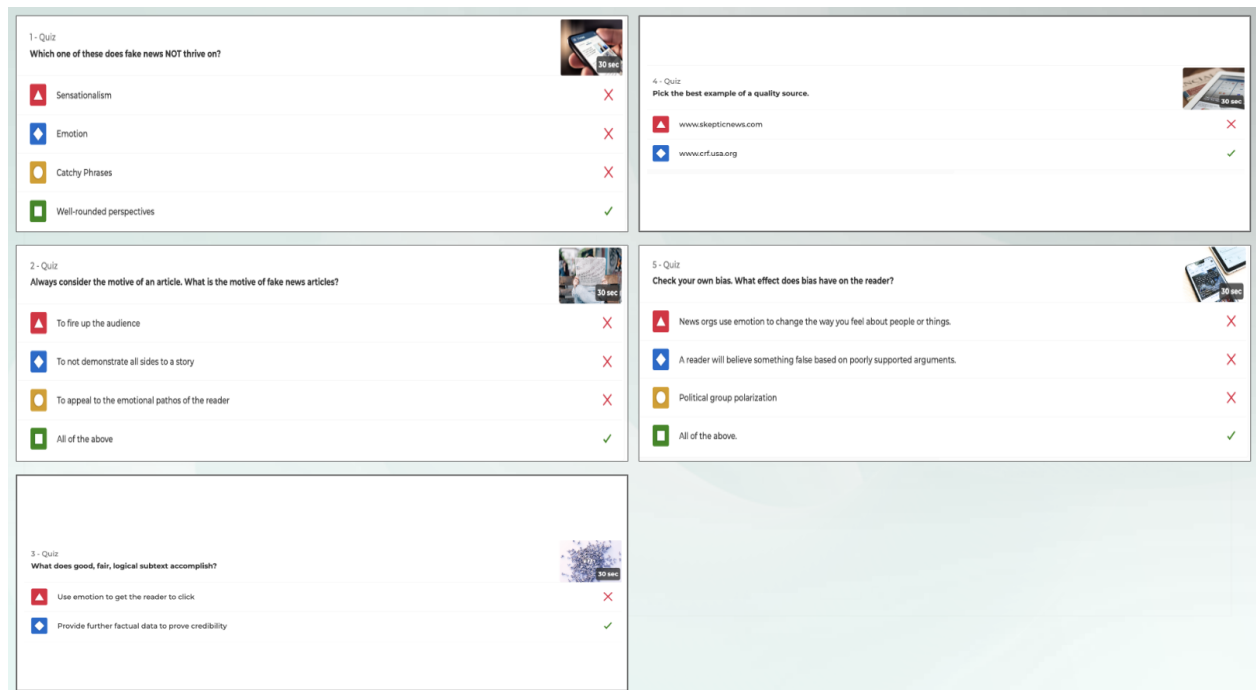 1 - Quiz
Which one of these does fake news NOT thrive on?
30 sec
Sensationalism
Emotion
Catchy Phrases
Well-rounded perspectives
2 - Quiz
Always consider the motive of an article. What is the motive of fake news articles?
30 sec
To fire up the audience
To not demonstrate all sides to a story
To appeal to the emotional pathos of the reader
All of the above
3 - Quiz
What does good, fair, logical subtext accomplish?
30 sec
Use emotion to get the reader to click
Provide further factual data to prove credibility
4 - Quiz
Pick the best example of a quality source.
30 sec
www.skepticnews.com
www.crf.usa.org
5 - Quiz
Check your own bias. What effect does bias have on the reader?
30 sec
News orgs use emotion to change the way you feel about people or things.
A reader will believe something false based on poorly supported arguments.
Political group polarization
All of the above.